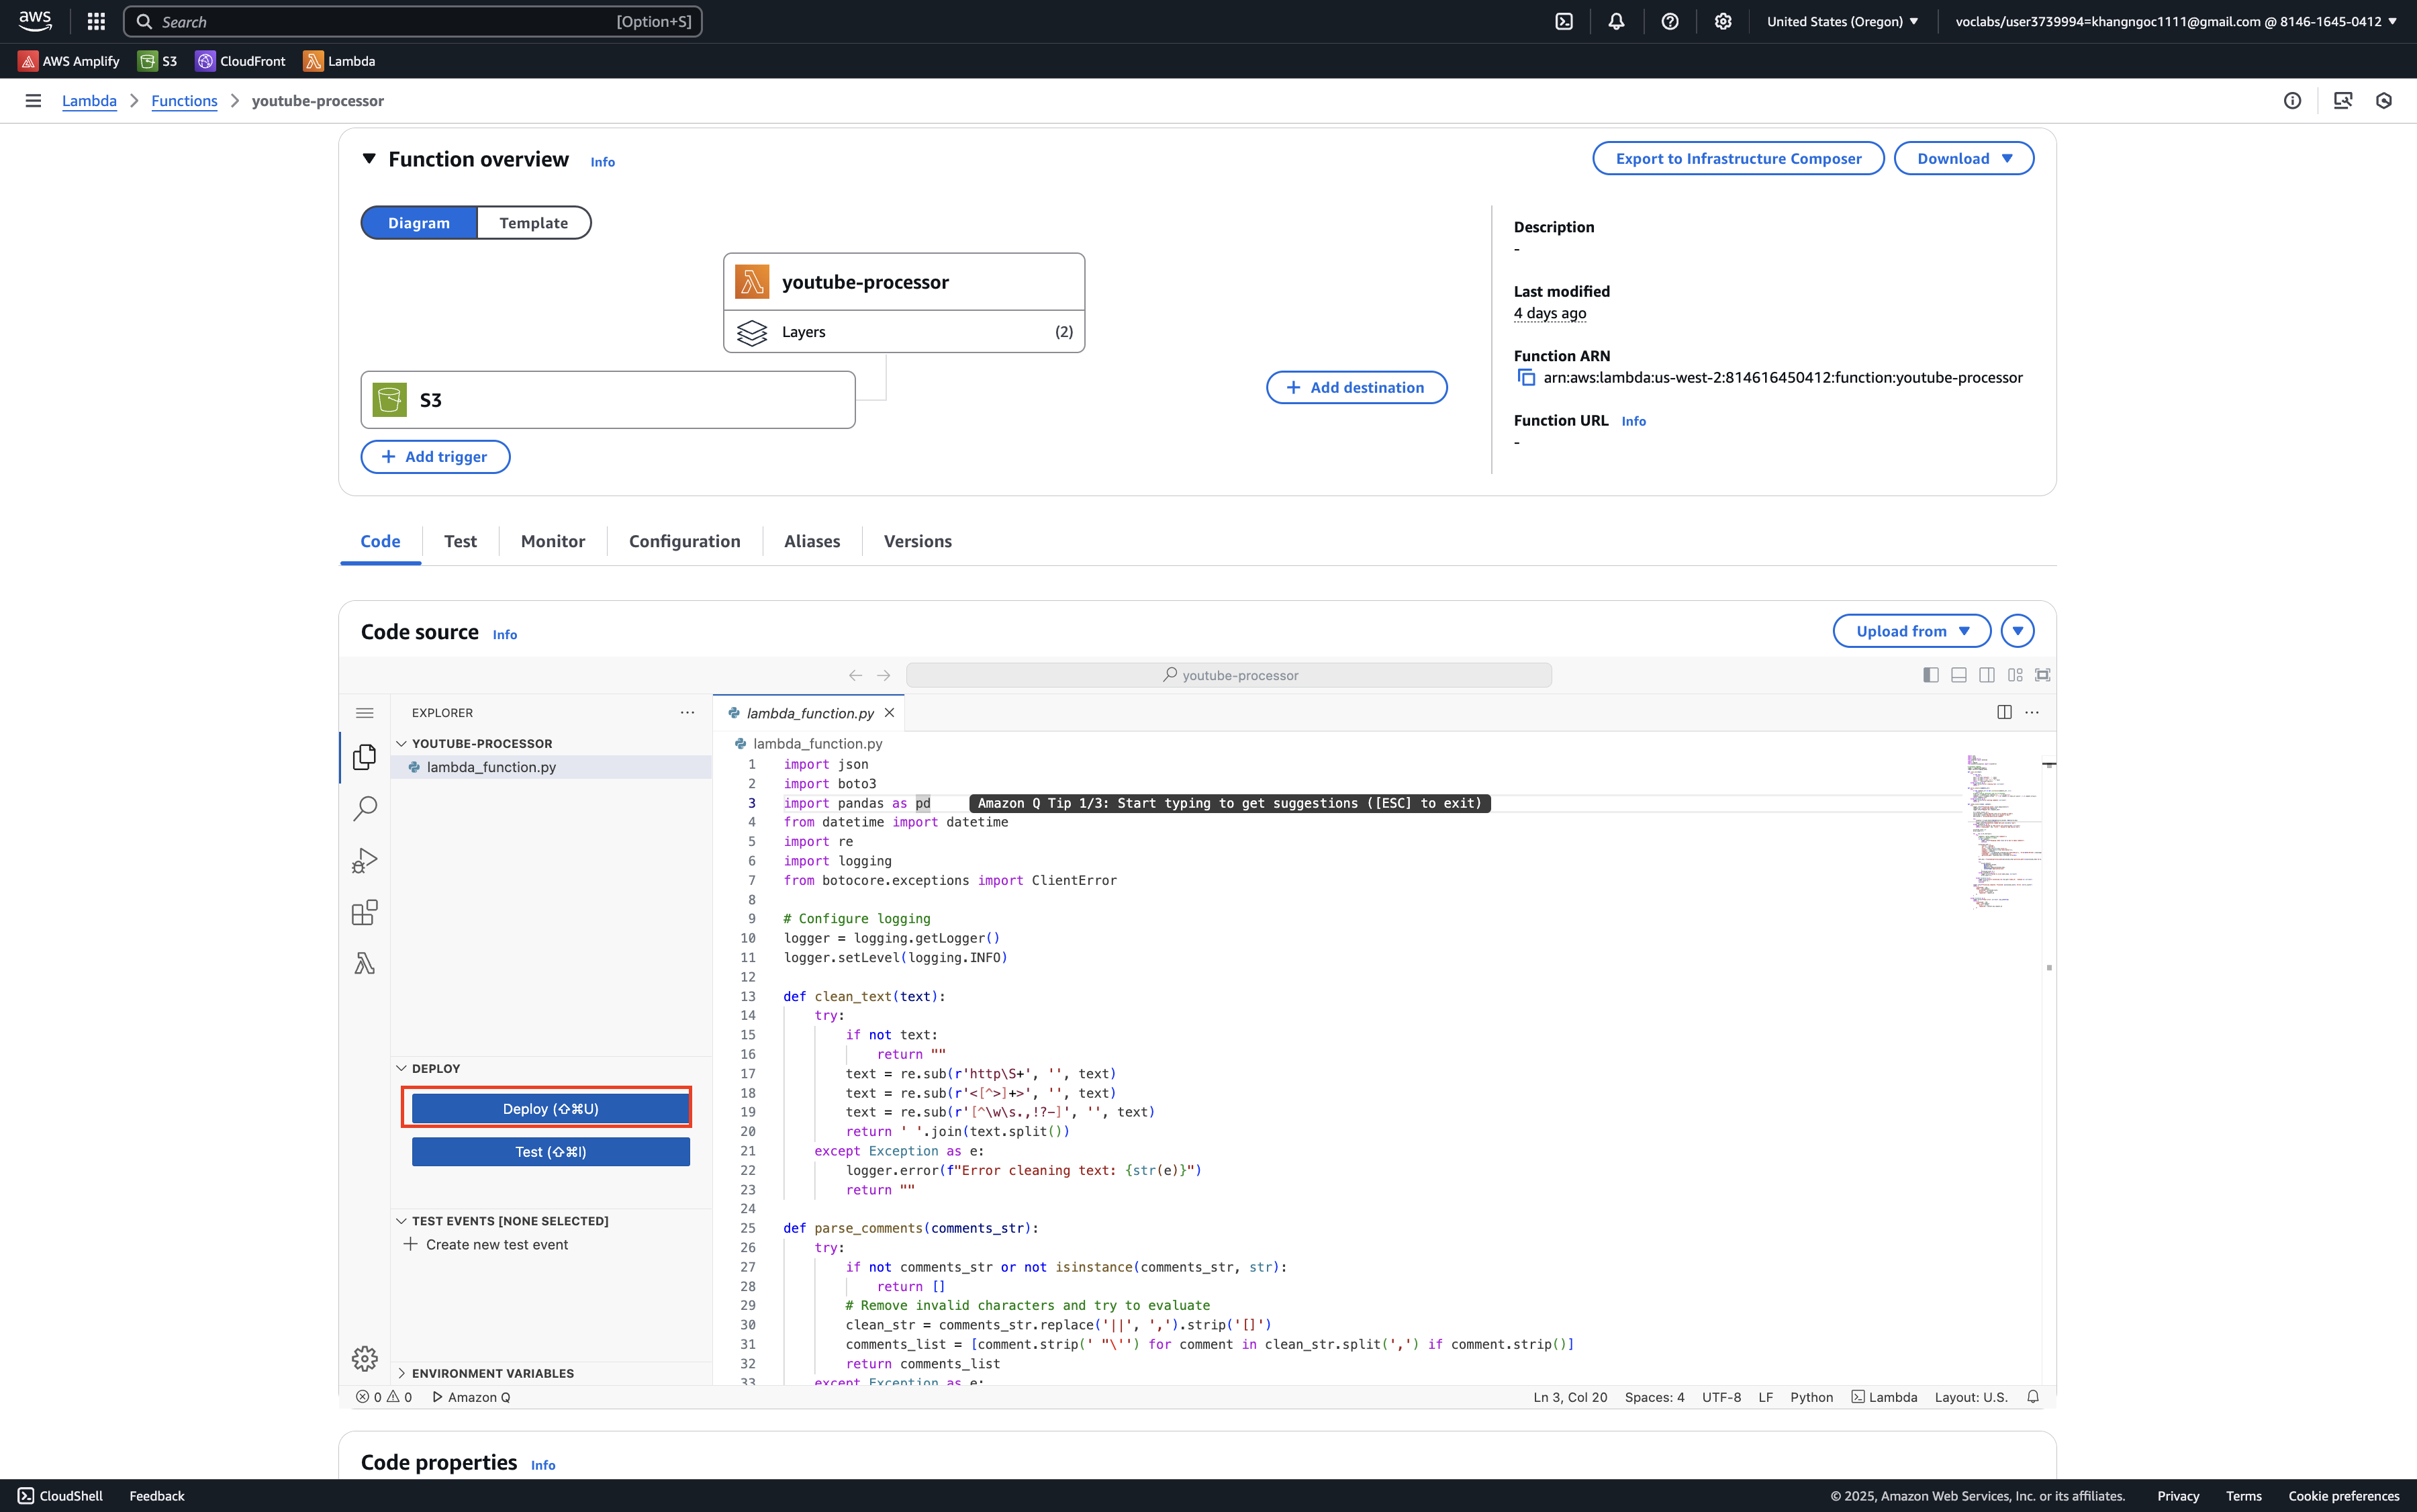 aws
Search
[Option+S]
United States (Oregon)
voclabs/user3739994=khangngoc1111@gmail.com @ 8146-1645-0412
AWS Amplify
S3
CloudFront
Lambda
Lambda
Functions
youtube-processor
Function overview
Info
Export to Infrastructure Composer
Download
Diagram
Template
youtube-processor
Layers
(2)
S3
Add trigger
Add destination
Description
-
Last modified
4 days ago
Function ARN
arn:aws:lambda:us-west-2:814616450412:function:youtube-processor
Function URL
Info
-
Code
Test
Monitor
Configuration
Aliases
Versions
Code source
Info
Upload from
youtube-processor
EXPLORER
YOUTUBE-PROCESSOR
lambda_function.py
DEPLOY
Deploy (⇧⌘U)
Test (⇧⌘I)
TEST EVENTS [NONE SELECTED]
Create new test event
ENVIRONMENT VARIABLES
lambda_function.py
lambda_function.py
1 import json
2 import boto3
3 import pandas as pd
Amazon Q Tip 1/3: Start typing to get suggestions ([ESC] to exit)
4 from datetime import datetime
5 import re
6 import logging
7 from botocore.exceptions import ClientError
8
9 # Configure logging
10 logger = logging.getLogger()
11 logger.setLevel(logging.INFO)
12
13 def clean_text(text):
14     try:
15         if not text:
16             return ""
17         text = re.sub(r'http\S+', '', text)
18         text = re.sub(r'<[^>]+>', '', text)
19         text = re.sub(r'[^\w\s.,!?-]', '', text)
20         return ' '.join(text.split())
21     except Exception as e:
22         logger.error(f"Error cleaning text: {str(e)}")
23         return ""
24
25 def parse_comments(comments_str):
26     try:
27         if not comments_str or not isinstance(comments_str, str):
28             return []
29         # Remove invalid characters and try to evaluate
30         clean_str = comments_str.replace('||', ',').strip('[]')
31         comments_list = [comment.strip(' "\'') for comment in clean_str.split(',') if comment.strip()]
32         return comments_list
33     except Exception as e:
0
0
Amazon Q
Ln 3, Col 20
Spaces: 4
UTF-8
LF
Python
Lambda
Layout: U.S.
Code properties
Info
CloudShell
Feedback
© 2025, Amazon Web Services, Inc. or its affiliates.
Privacy
Terms
Cookie preferences